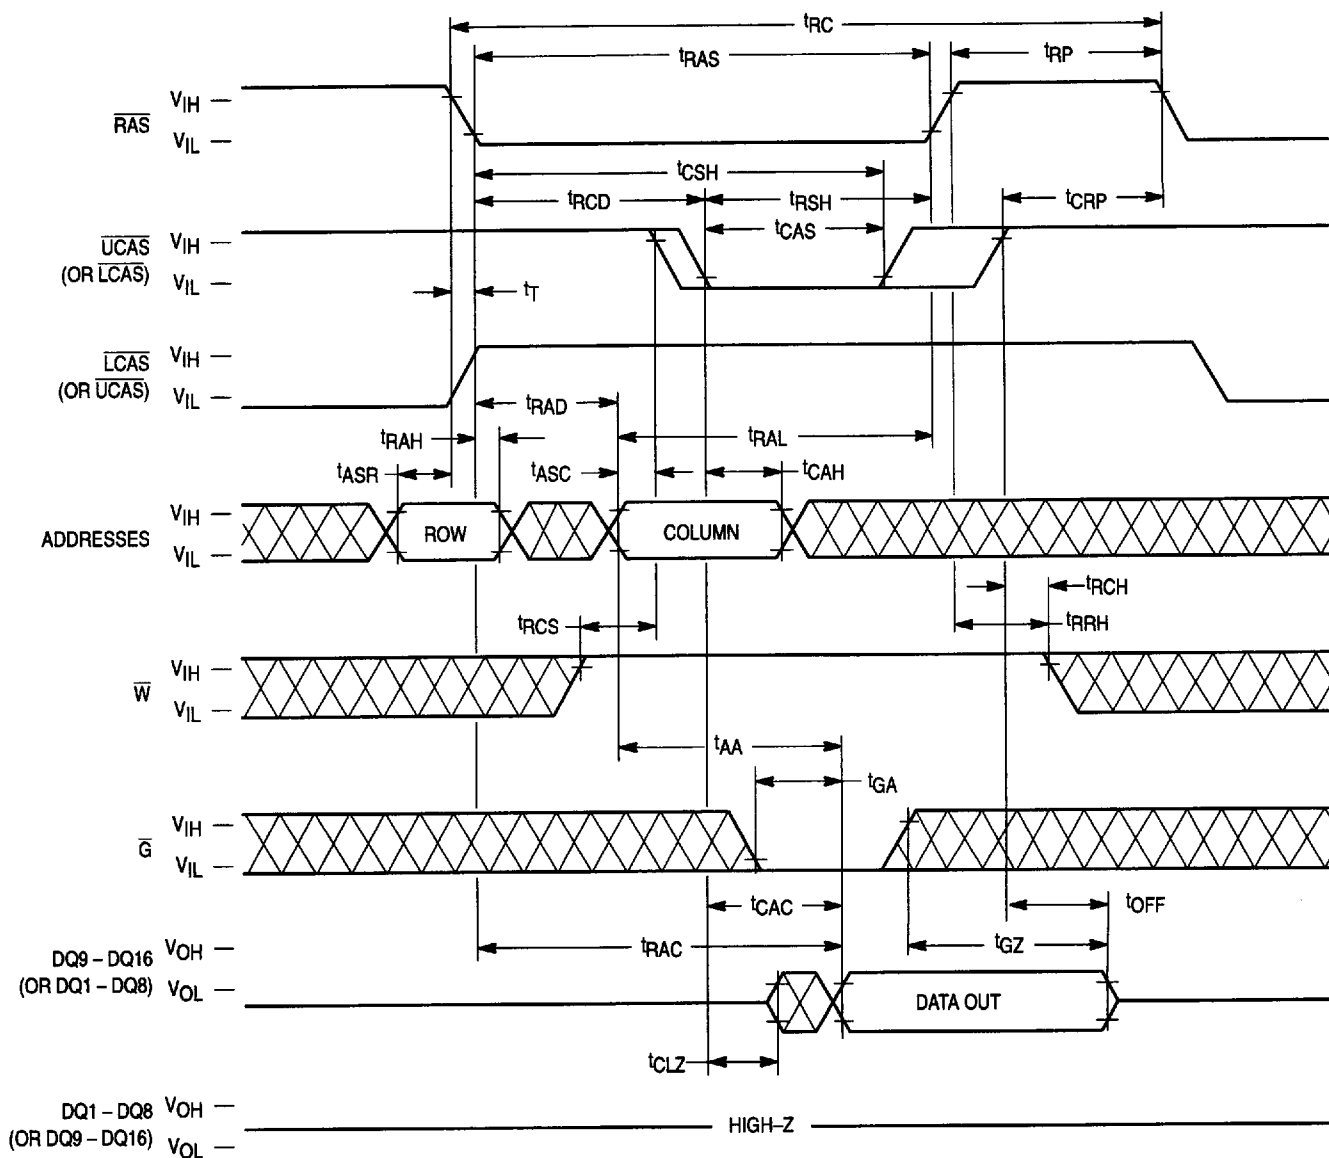 tRC
tRAS
tRP
RAS
VIH
VIL
tCSH
tRCD
tRSH
tCRP
tCAS
UCAS
(OR LCAS)
VIH
VIL
tT
LCAS
(OR UCAS)
VIH
VIL
tRAD
tRAH
tRAL
tASR
tASC
tCAH
ADDRESSES
VIH
VIL
ROW
COLUMN
tRCH
tRCS
tRRH
W
VIH
VIL
tAA
tGA
G
VIH
VIL
tCAC
tOFF
tRAC
tGZ
DQ9 – DQ16
(OR DQ1 – DQ8)
VOH
VOL
DATA OUT
tCLZ
DQ1 – DQ8
(OR DQ9 – DQ16)
VOH
VOL
HIGH–Z